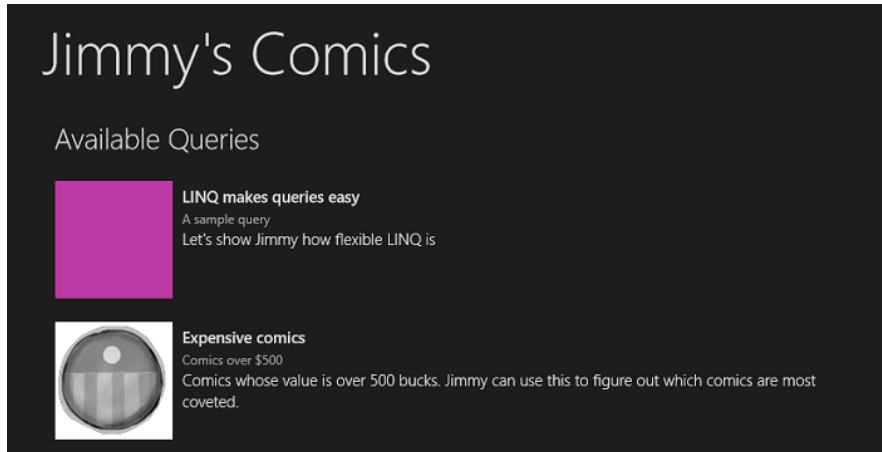 Jimmy's Comics
Available Queries
LINQ makes queries easy
A sample query
Let's show Jimmy how flexible LINQ is
Expensive comics
Comics over $500
Comics whose value is over 500 bucks. Jimmy can use this to figure out which comics are most
coveted.